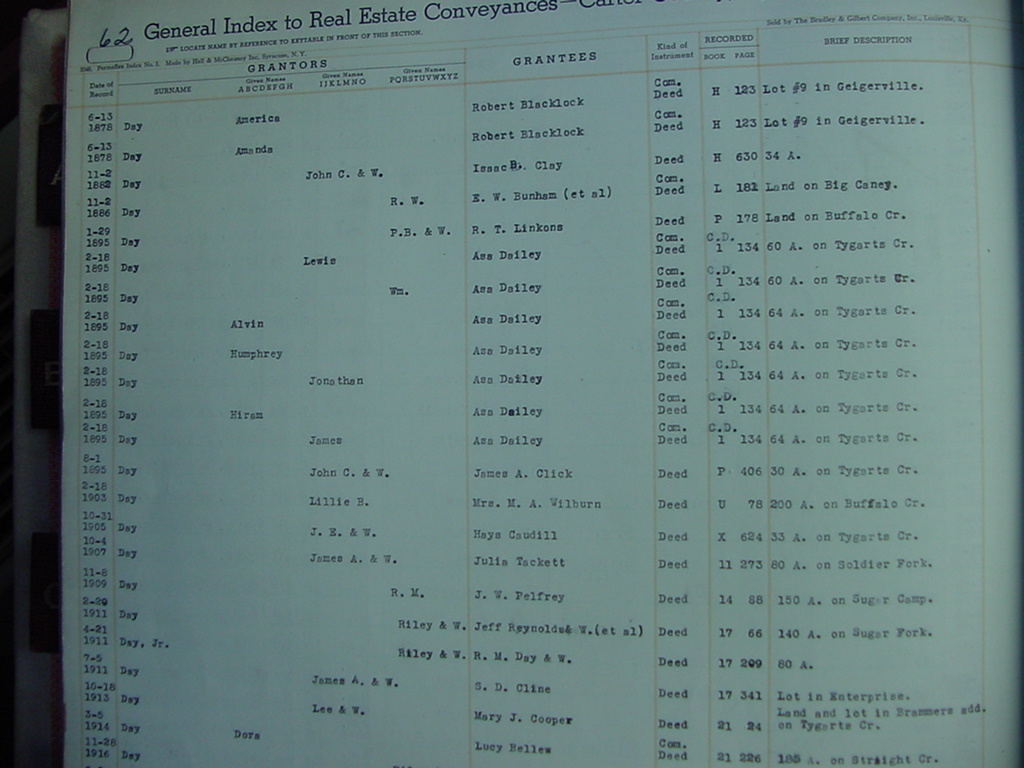 62 General Index to Real Estate Conveyances—Carter
LOCATE NAME BY REFERENCE TO KEYTABLE IN FRONT OF THIS SECTION.
Sold by The Bradley & Gilbert Company, Inc., Louisville, Ky.
Date of Record SURNAME GRANTORS Given Names ABCDEFGH Given Names IJKLMNO Given Names PQRSTUVWXYZ GRANTEES Kind of Instrument RECORDED BOOK PAGE BRIEF DESCRIPTION
6-13 1878 Day America Robert Blacklock Com. Deed H 123 Lot #9 in Geigerville.
6-13 1878 Day Amanda Robert Blacklock Com. Deed H 123 Lot #9 in Geigerville.
11-2 1882 Day John C. & W. Isaac B. Clay Deed H 630 34 A.
11-2 1886 Day R. W. E. W. Bunham (et al) Com. Deed L 182 Land on Big Caney.
1-29 1895 Day P.B. & W. R. T. Linkons Deed P 178 Land on Buffalo Cr.
2-18 1895 Day Lewis Asa Dailey Com. Deed C.D. 1 134 60 A. on Tygarts Cr.
2-18 1895 Day Wm. Asa Dailey Com. Deed C.D. 1 134 60 A. on Tygarts Cr.
2-18 1895 Day Alvin Asa Dailey Com. Deed C.D. 1 134 64 A. on Tygarts Cr.
2-18 1895 Day Humphrey Asa Dailey Com. Deed C.D. 1 134 64 A. on Tygarts Cr.
2-18 1895 Day Jonathan Asa Dailey Com. Deed C.D. 1 134 64 A. on Tygarts Cr.
2-18 1895 Day Hiram Asa Dailey Com. Deed C.D. 1 134 64 A. on Tygarts Cr.
2-18 1895 Day James Asa Dailey Com. Deed C.D. 1 134 64 A. on Tygarts Cr.
8-1 1895 Day John C. & W. James A. Click Deed P 406 30 A. on Tygarts Cr.
2-18 1903 Day Lillie B. Mrs. M. A. Wilburn Deed U 78 200 A. on Buffalo Cr.
10-31 1905 Day J. E. & W. Hays Caudill Deed X 624 33 A. on Tygarts Cr.
10-4 1907 Day James A. & W. Julia Tackett Deed 11 273 80 A. on Soldier Fork.
11-8 1909 Day R. M. J. W. Pelfrey Deed 14 88 150 A. on Sugar Camp.
2-20 1911 Day Riley & W. Jeff Reynolds& W.(et al) Deed 17 66 140 A. on Sugar Fork.
4-21 1911 Day, Jr. Riley & W. R. M. Day & W. Deed 17 209 80 A.
7-5 1911 Day James A. & W. S. D. Cline Deed 17 341 Lot in Enterprise.
10-18 1913 Day Lee & W. Mary J. Cooper Deed 21 24 Land and lot in Brammers add. on Tygarts Cr.
3-5 1914 Day Dora Lucy Bellew Com. Deed 21 226 185 A. on Straight Cr.
11-28 1916 Day